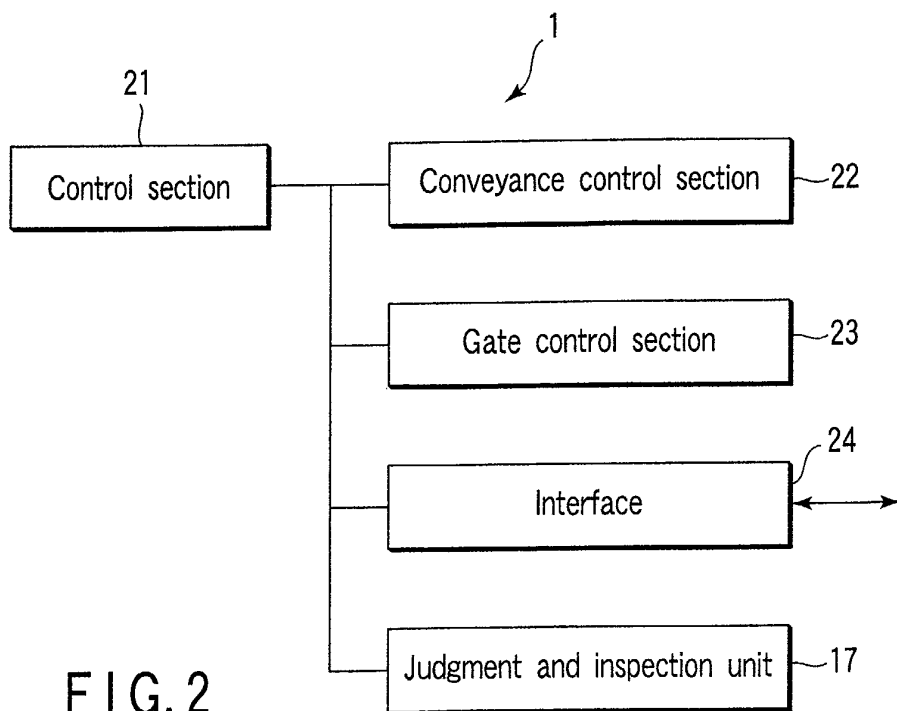 1
21
Control section
Conveyance control section
22
Gate control section
23
24
Interface
Judgment and inspection unit
17
FIG. 2